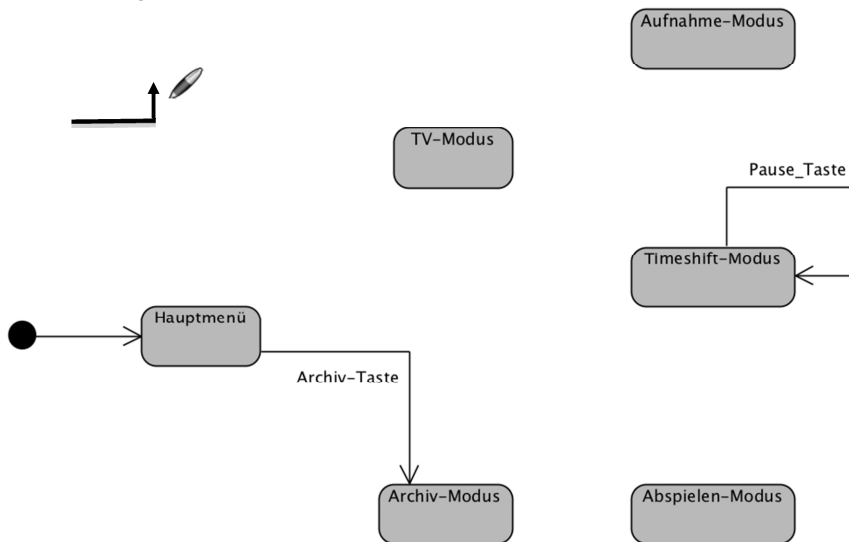 Aufnahme-Modus
TV-Modus
Pause_Taste
Timeshift-Modus
Hauptmenü
Archiv-Taste
Archiv-Modus
Abspielen-Modus